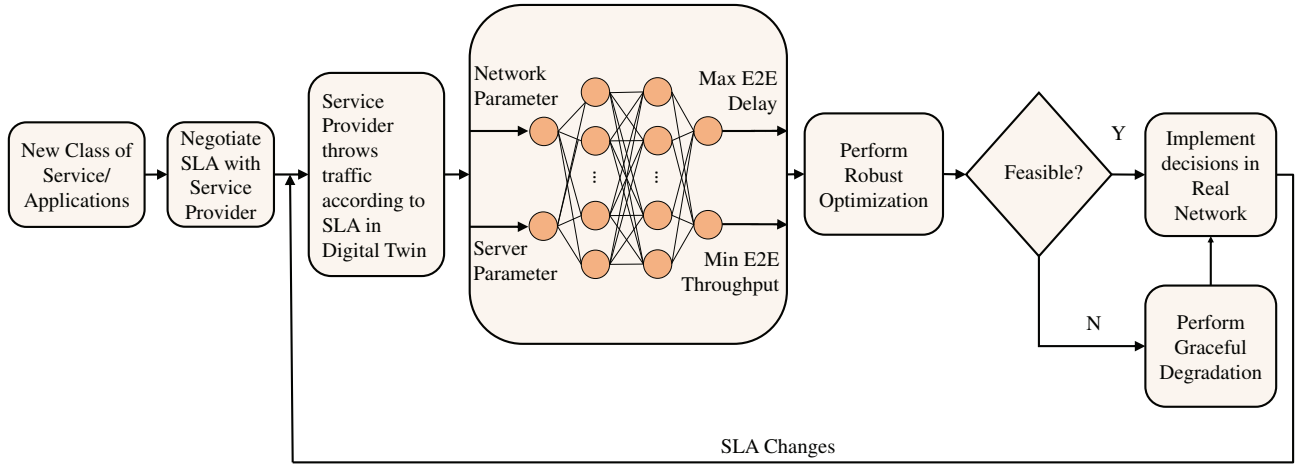 New Class of
Service/
Applications
Negotiate
SLA with
Service
Provider
Service
Provider
throws
traffic
according to
SLA in
Digital Twin
Network
Parameter
Server
Parameter
Max E2E
Delay
Min E2E
Throughput
Perform
Robust
Optimization
Feasible?
Y
Implement
decisions in
Real
Network
N
Perform
Graceful
Degradation
SLA Changes